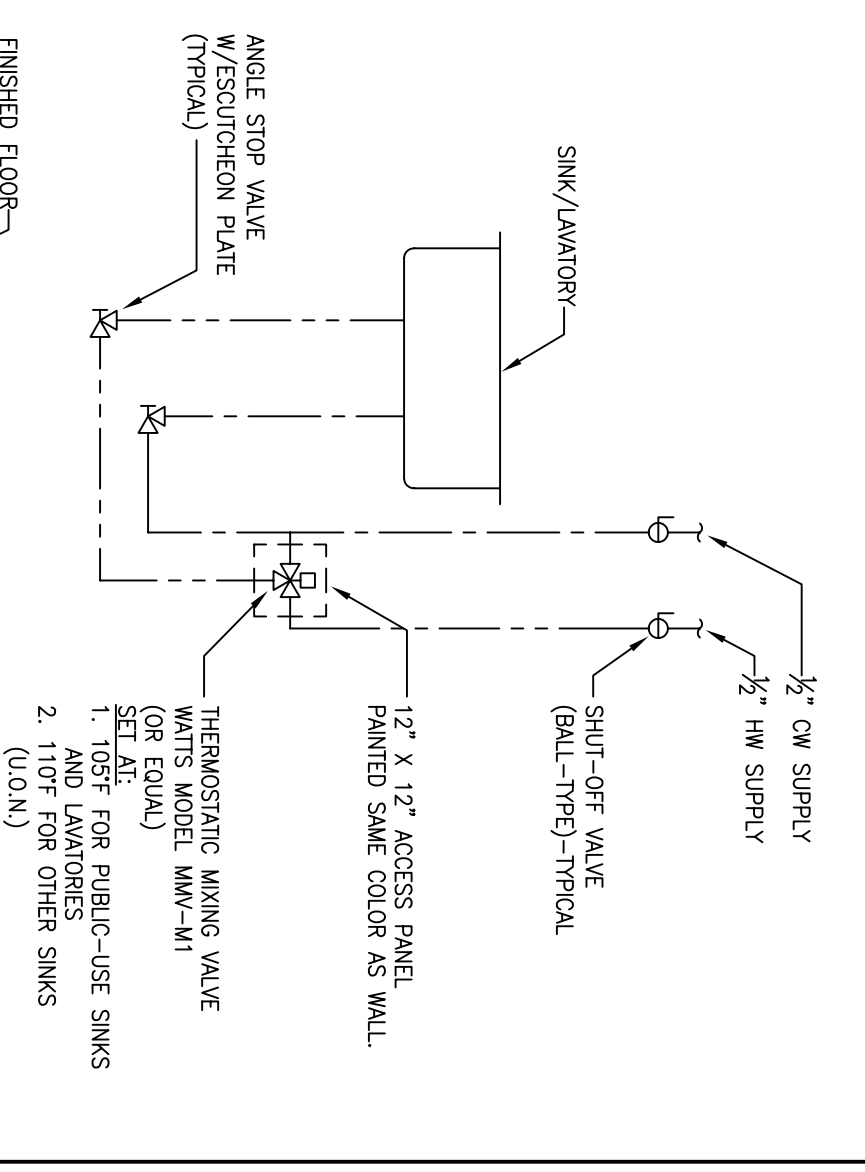 ½" CW SUPPLY
½" HW SUPPLY
SHUT-OFF VALVE
(BALL-TYPE)-TYPICAL
SINK/LAVATORY
12" X 12" ACCESS PANEL
PAINTED SAME COLOR AS WALL.
ANGLE STOP VALVE
W/ESCUTCHEON PLATE
(TYPICAL)
THERMOSTATIC MIXING VALVE
WATTS MODEL MMV-M1
(OR EQUAL)
SET AT:
1. 105°F FOR PUBLIC-USE SINKS
AND LAVATORIES
2. 110°F FOR OTHER SINKS
(U.O.N.)
FINISHED FLOOR